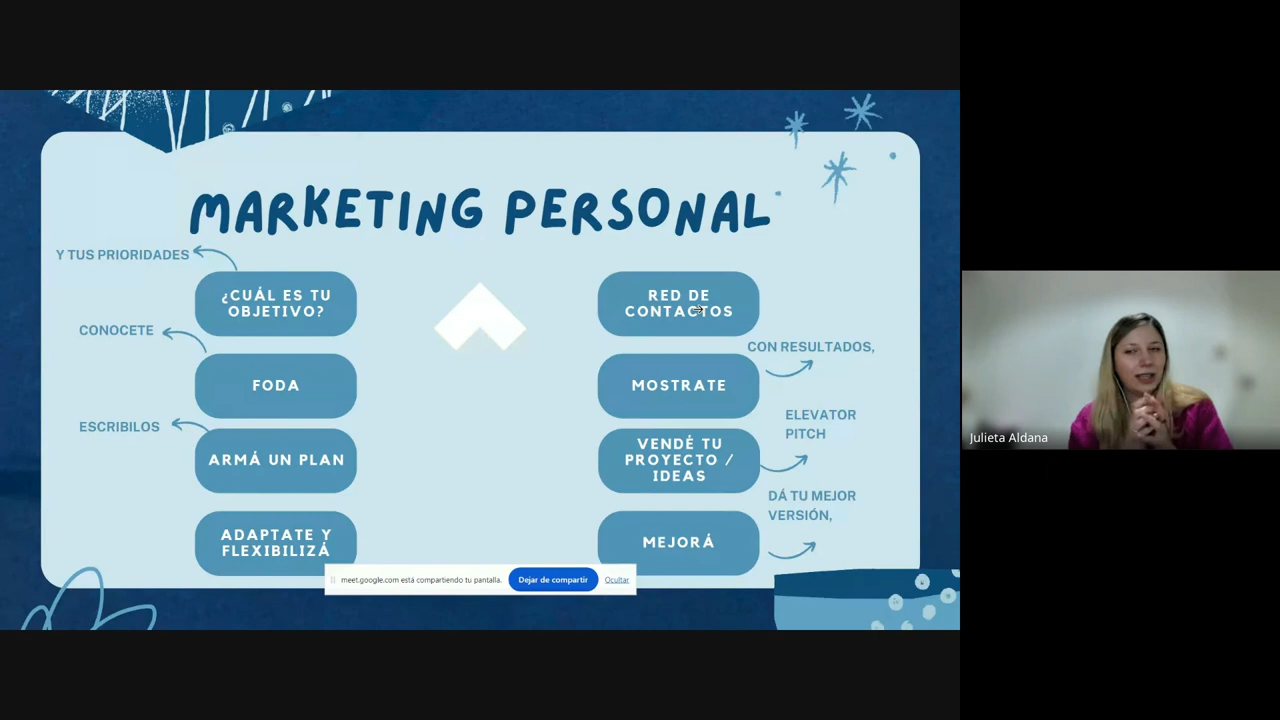 MARKETING PERSONAL
Y TUS PRIORIDADES
¿CUÁL ES TU
OBJETIVO?
CONOCETE
FODA
ESCRIBILOS
ARMÁ UN PLAN
ADAPTATE Y
FLEXIBILIZÁ
RED DE
CONTACTOS
CON RESULTADOS,
MOSTRATE
ELEVATOR
PITCH
VENDÉ TU
PROYECTO /
IDEAS
DÁ TU MEJOR
VERSIÓN,
MEJORÁ
meet.google.com está compartiendo tu pantalla.
Dejar de compartir
Ocultar
Julieta Aldana